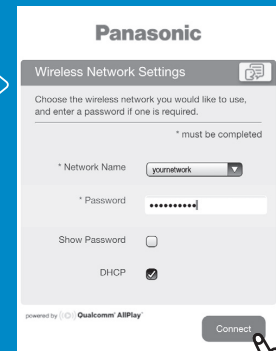 Panasonic
Wireless Network Settings
Choose the wireless network you would like to use,
and enter a password if one is required.
* must be completed
* Network Name
yournetwork
* Password
••••••••••
Show Password
DHCP
powered by Qualcomm® AllPlay™
Connect